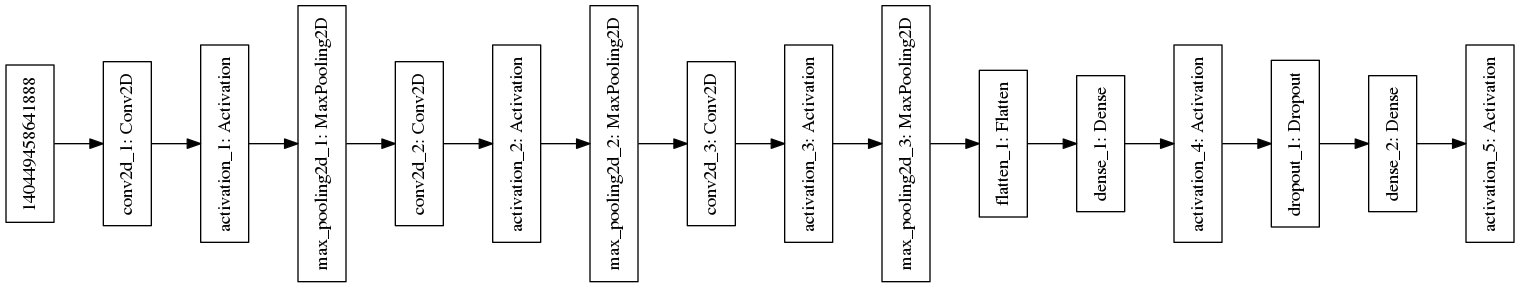 140449458641888
conv2d_1: Conv2D
activation_1: Activation
max_pooling2d_1: MaxPooling2D
conv2d_2: Conv2D
activation_2: Activation
max_pooling2d_2: MaxPooling2D
conv2d_3: Conv2D
activation_3: Activation
max_pooling2d_3: MaxPooling2D
flatten_1: Flatten
dense_1: Dense
activation_4: Activation
dropout_1: Dropout
dense_2: Dense
activation_5: Activation